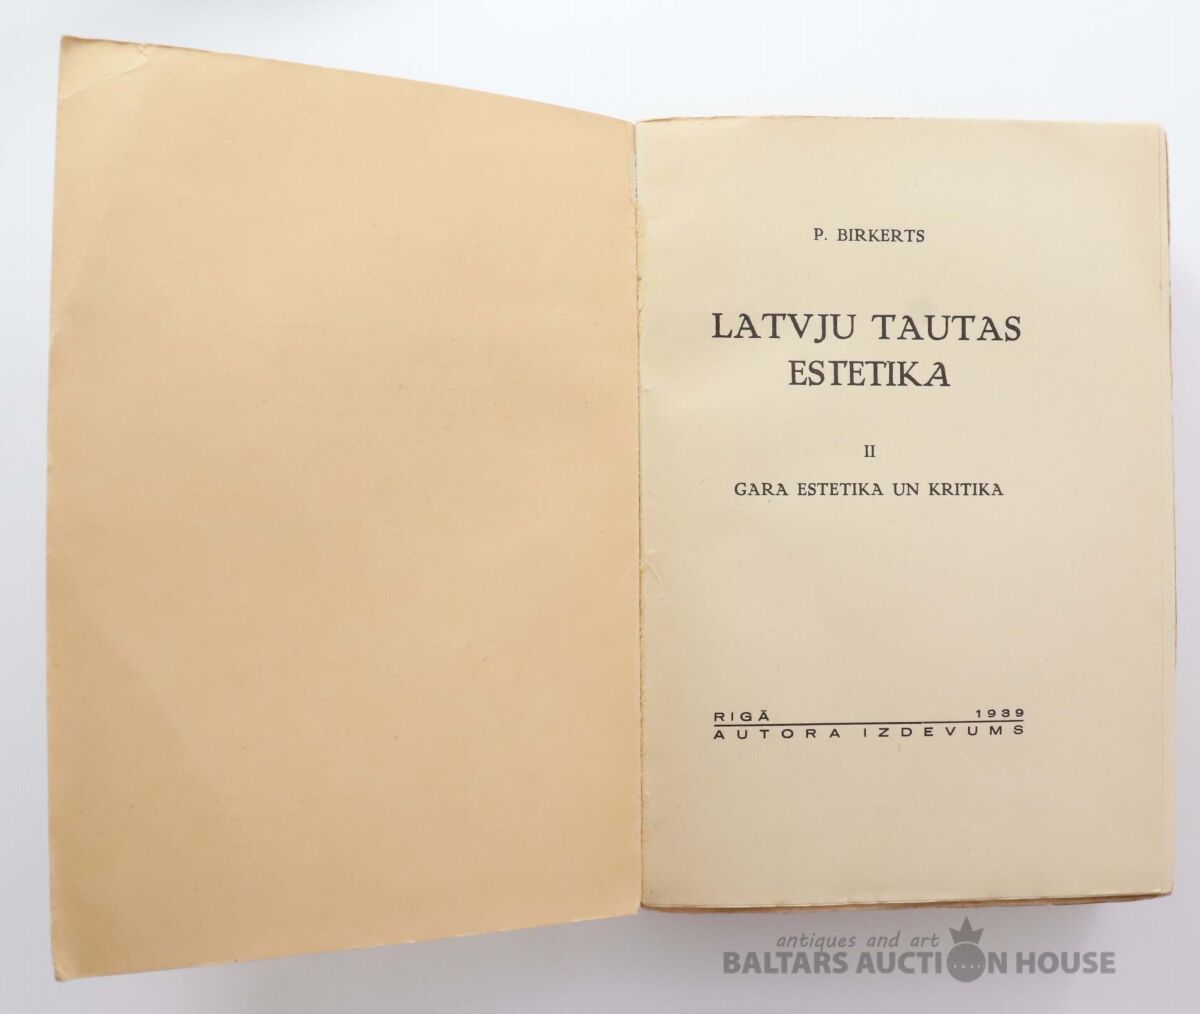 P. BIRKERTS
LATVJU TAUTAS
ESTETIKA
II
GARA ESTETIKA UN KRITIKA
RIGĀ 1939
AUTORA IZDEVUMS
antiques and art
BALTARS AUCTION HOUSE